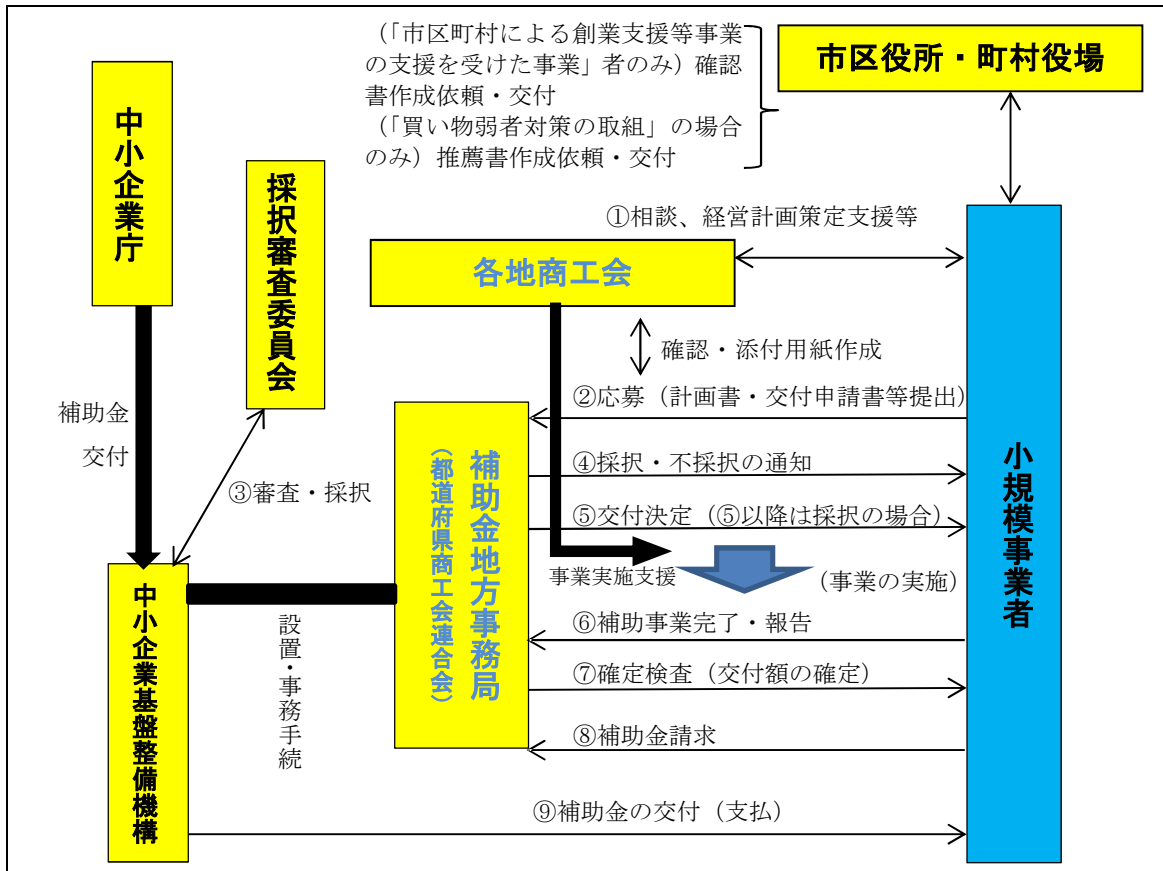 （「市区町村による創業支援等事業
の支援を受けた事業」者のみ）確認
書作成依頼・交付
（「買い物弱者対策の取組」の場合
のみ）推薦書作成依頼・交付
市区役所・町村役場
中小企業庁
採択審査委員会
①相談、経営計画策定支援等
各地商工会
確認・添付用紙作成
補助金
交付
③審査・採択
補助金地方事務局
（都道府県商工会連合会）
②応募（計画書・交付申請書等提出）
④採択・不採択の通知
⑤交付決定（⑤以降は採択の場合）
事業実施支援
（事業の実施）
⑥補助事業完了・報告
⑦確定検査（交付額の確定）
⑧補助金請求
小規模事業者
中小企業基盤整備機構
設置・事務手続
⑨補助金の交付（支払）